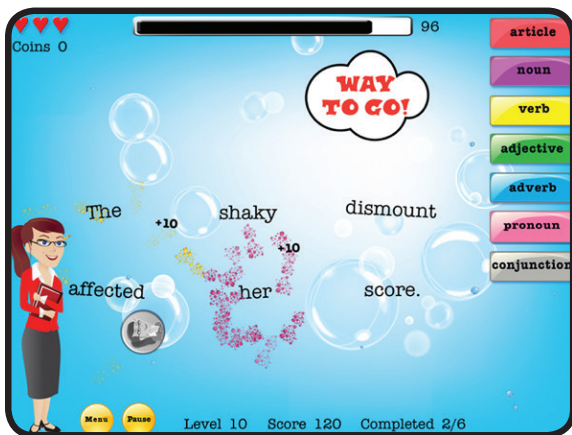 96
Coins 0
article
noun
verb
adjective
adverb
pronoun
conjunction
WAY
TO GO!
The shaky dismount
+10
+10
affected her score.
Menu Pause Level 10 Score 120 Completed 2/6